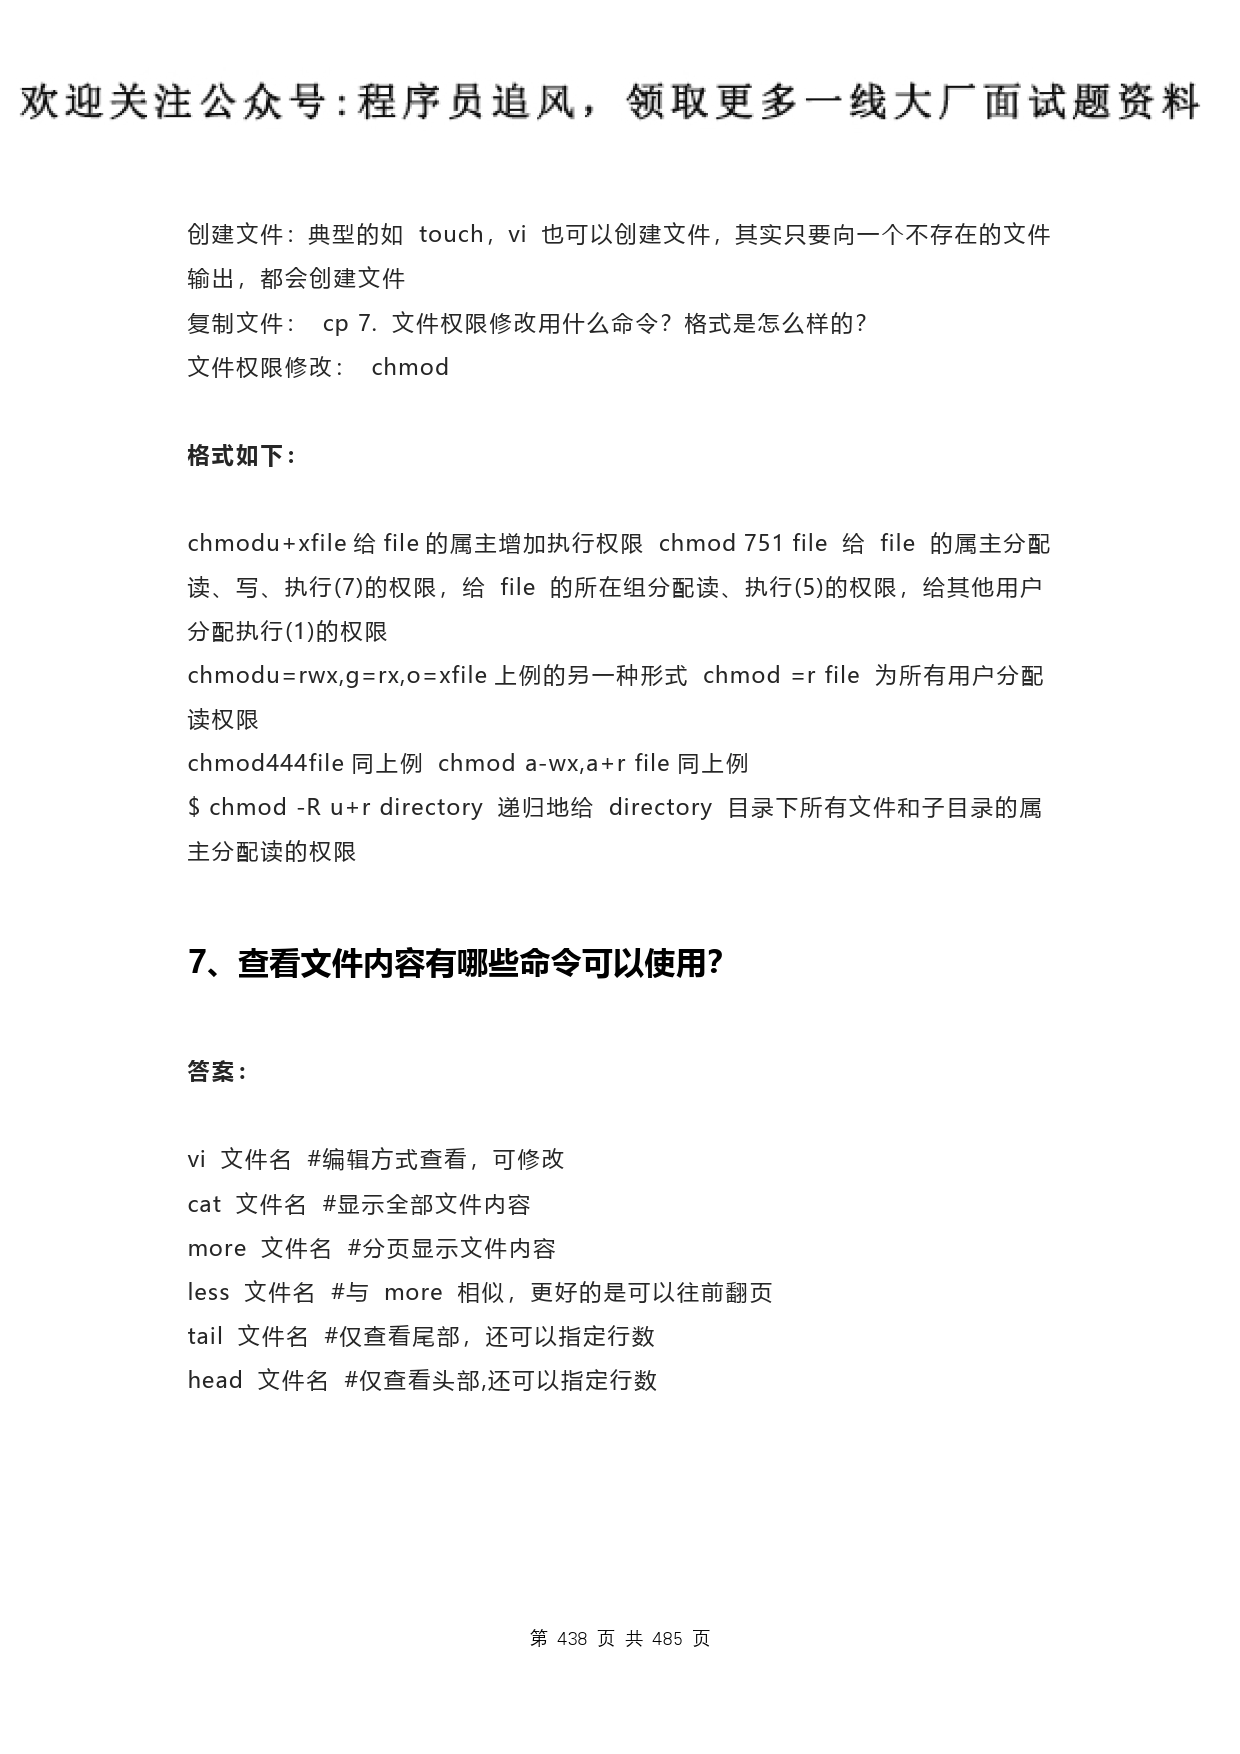 欢迎关注公众号:程序员追风，领取更多一线大厂面试题资料
创建文件：典型的如 touch，vi 也可以创建文件，其实只要向一个不存在的文件
输出，都会创建文件
复制文件： cp 7. 文件权限修改用什么命令？格式是怎么样的？
文件权限修改： chmod
格式如下：
chmodu+xfile 给 file 的属主增加执行权限 chmod 751 file 给 file 的属主分配
读、写、执行(7)的权限，给 file 的所在组分配读、执行(5)的权限，给其他用户
分配执行(1)的权限
chmodu=rwx,g=rx,o=xfile 上例的另一种形式 chmod =r file 为所有用户分配
读权限
chmod444file 同上例 chmod a-wx,a+r file 同上例
$ chmod -R u+r directory 递归地给 directory 目录下所有文件和子目录的属
主分配读的权限
7、查看文件内容有哪些命令可以使用？
答案：
vi 文件名 #编辑方式查看，可修改
cat 文件名 #显示全部文件内容
more 文件名 #分页显示文件内容
less 文件名 #与 more 相似，更好的是可以往前翻页
tail 文件名 #仅查看尾部，还可以指定行数
head 文件名 #仅查看头部,还可以指定行数
第 438 页 共 485 页